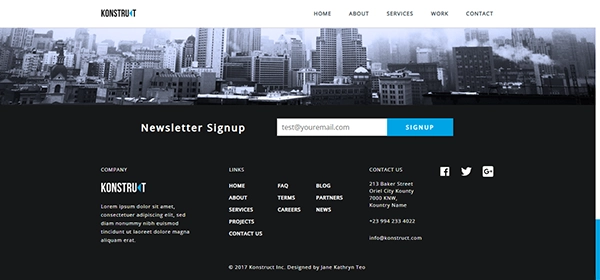 KONSTRUKT
HOME ABOUT SERVICES WORK CONTACT
Newsletter Signup
test@youremail.com
SIGNUP
COMPANY
KONSTRUKT
Lorem ipsum dolor sit amet,
consectetuer adipiscing elit, sed
diam nonummy nibh euismod
tincidunt ut laoreet dolore magna
aliquam erat.
LINKS
HOME
ABOUT
SERVICES
PROJECTS
CONTACT US
FAQ
TERMS
CAREERS
BLOG
PARTNERS
NEWS
CONTACT US
213 Baker Street
Oriel City Kounty
7000 KNW,
Kountry Name
+23 994 233 4022
info@konstruct.com
© 2017 Konstruct Inc. Designed by Jane Kathryn Teo